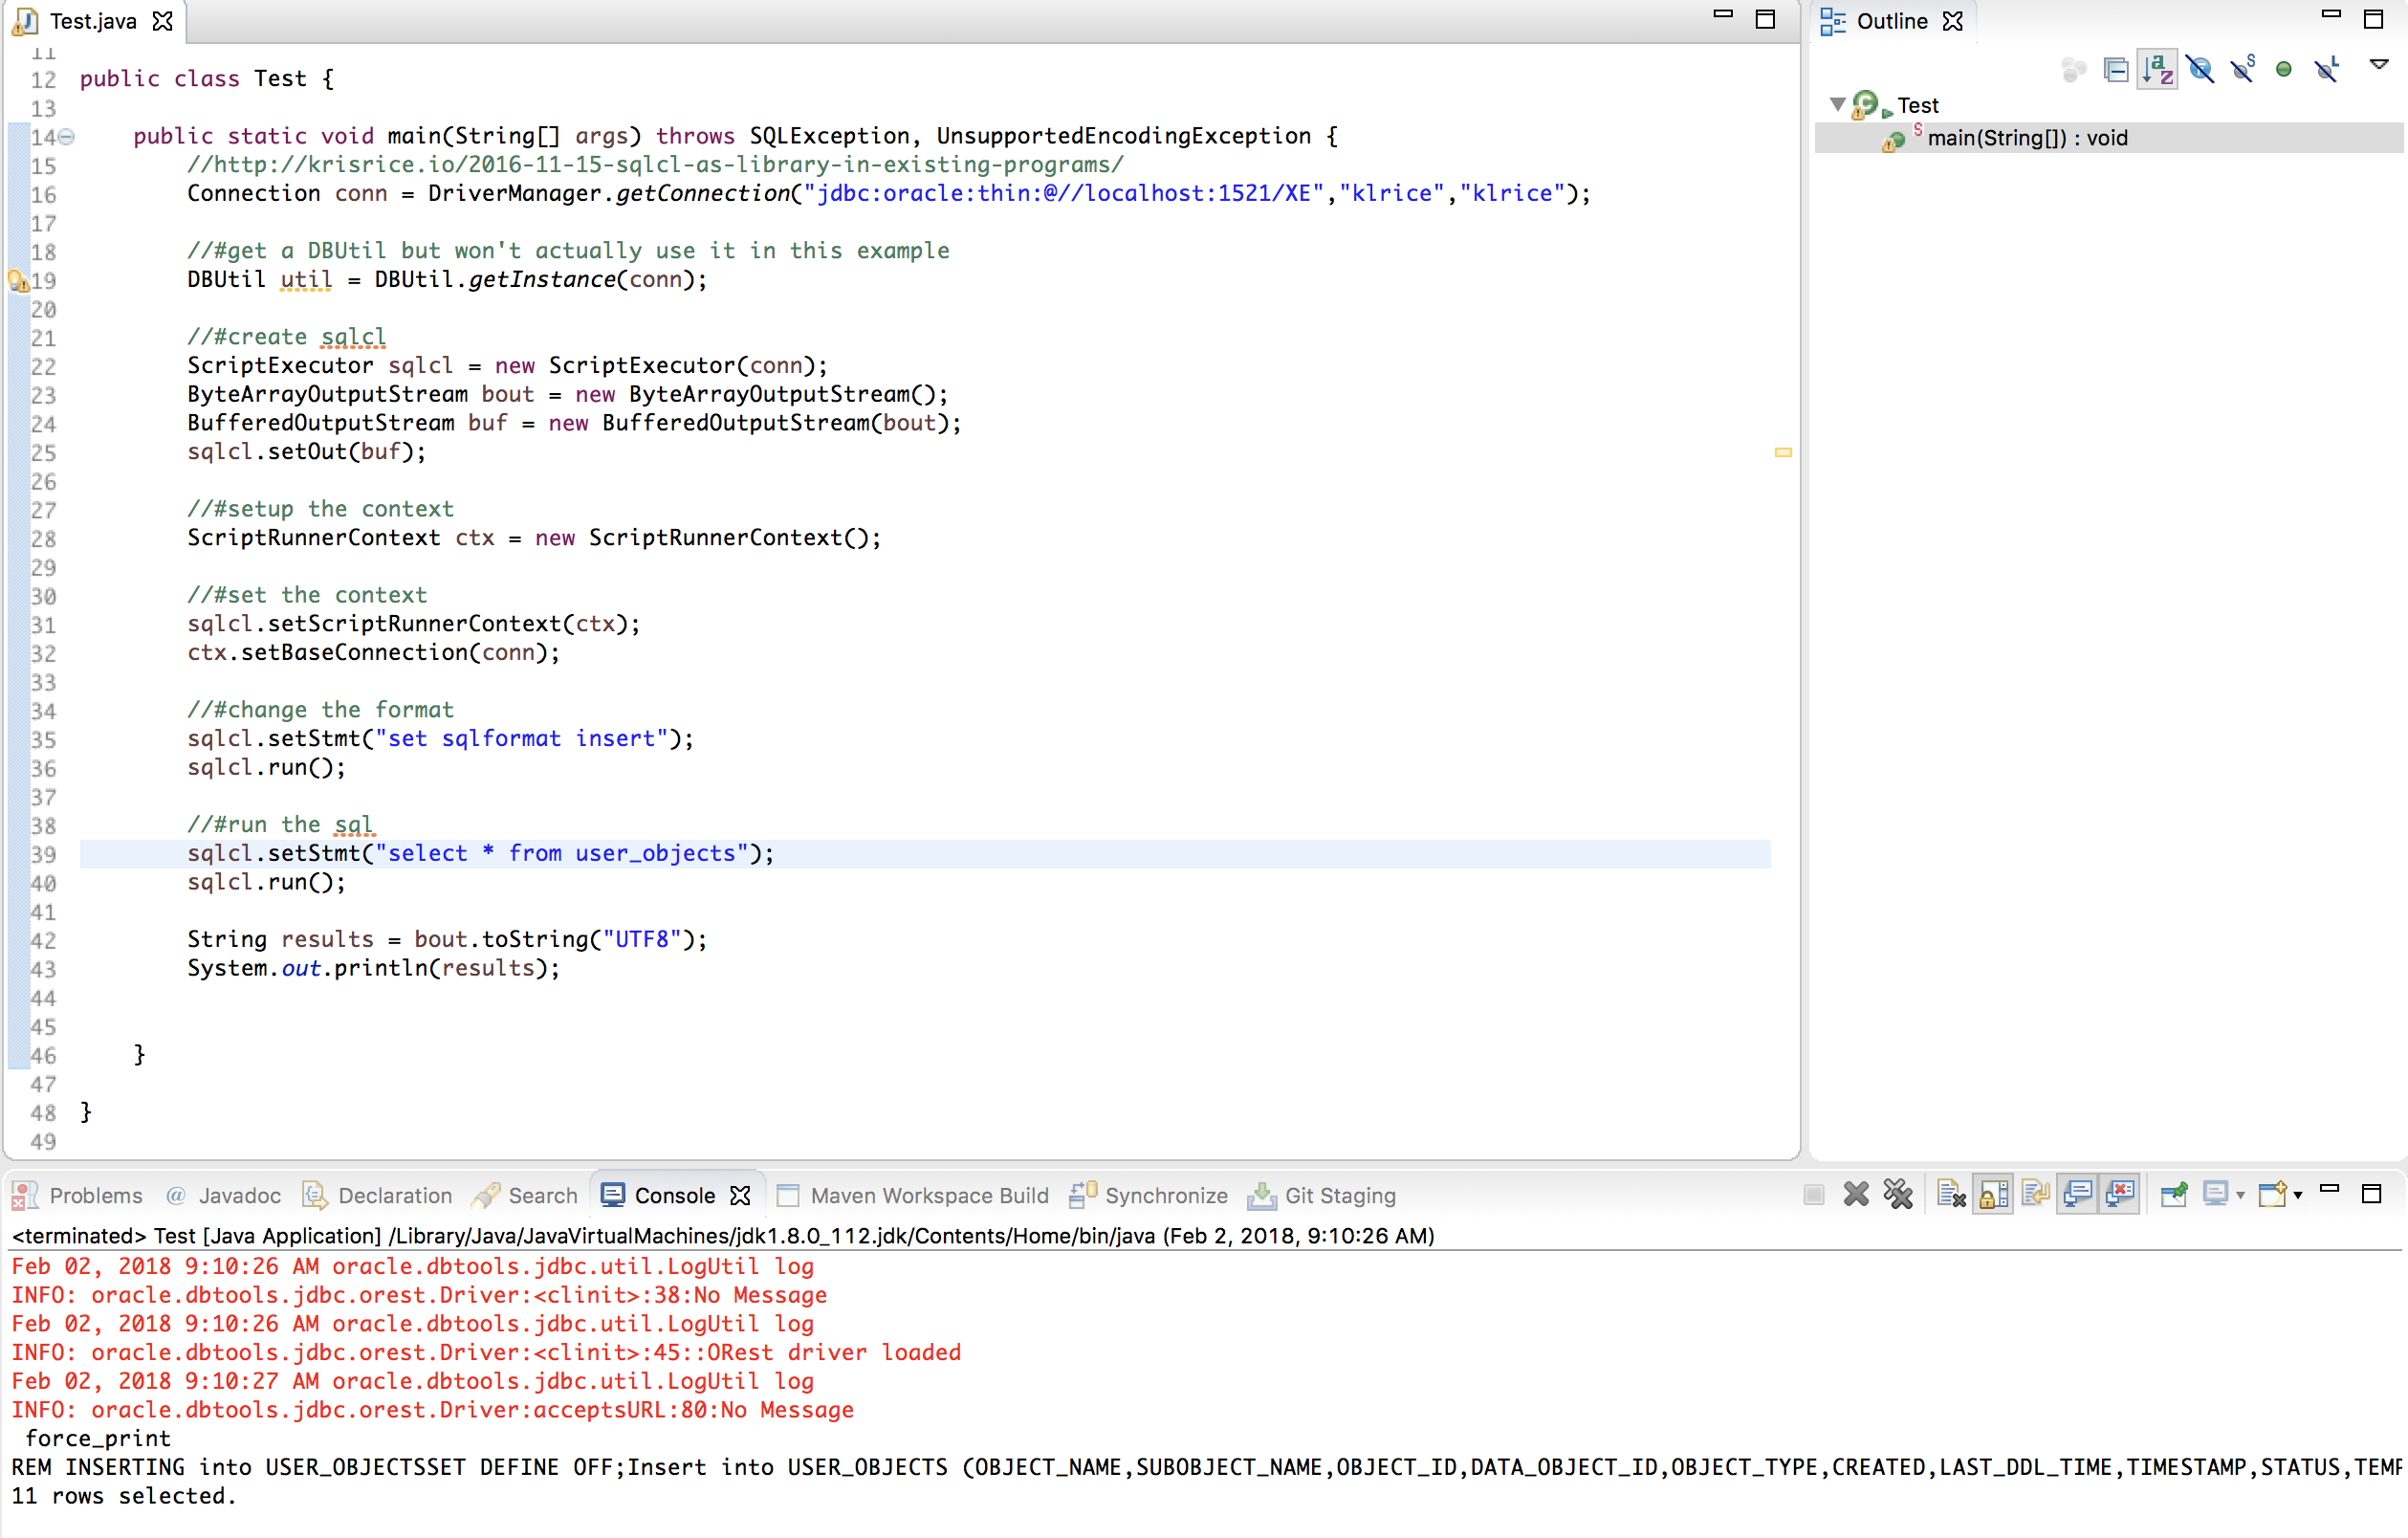 Test.java
11
12 public class Test {
13
14     public static void main(String[] args) throws SQLException, UnsupportedEncodingException {
15         //http://krisrice.io/2016-11-15-sqlcl-as-library-in-existing-programs/
16         Connection conn = DriverManager.getConnection("jdbc:oracle:thin:@//localhost:1521/XE","klrice","klrice");
17
18         //#get a DBUtil but won't actually use it in this example
19         DBUtil util = DBUtil.getInstance(conn);
20
21         //#create sqlcl
22         ScriptExecutor sqlcl = new ScriptExecutor(conn);
23         ByteArrayOutputStream bout = new ByteArrayOutputStream();
24         BufferedOutputStream buf = new BufferedOutputStream(bout);
25         sqlcl.setOut(buf);
26
27         //#setup the context
28         ScriptRunnerContext ctx = new ScriptRunnerContext();
29
30         //#set the context
31         sqlcl.setScriptRunnerContext(ctx);
32         ctx.setBaseConnection(conn);
33
34         //#change the format
35         sqlcl.setStmt("set sqlformat insert");
36         sqlcl.run();
37
38         //#run the sql
39         sqlcl.setStmt("select * from user_objects");
40         sqlcl.run();
41
42         String results = bout.toString("UTF8");
43         System.out.println(results);
44
45
46     }
47
48 }
49
Outline
Test
main(String[]) : void
Problems @ Javadoc Declaration Search Console Maven Workspace Build Synchronize Git Staging
<terminated> Test [Java Application] /Library/Java/JavaVirtualMachines/jdk1.8.0_112.jdk/Contents/Home/bin/java (Feb 2, 2018, 9:10:26 AM)
Feb 02, 2018 9:10:26 AM oracle.dbtools.jdbc.util.LogUtil log
INFO: oracle.dbtools.jdbc.orest.Driver:<clinit>:38:No Message
Feb 02, 2018 9:10:26 AM oracle.dbtools.jdbc.util.LogUtil log
INFO: oracle.dbtools.jdbc.orest.Driver:<clinit>:45::ORest driver loaded
Feb 02, 2018 9:10:27 AM oracle.dbtools.jdbc.util.LogUtil log
INFO: oracle.dbtools.jdbc.orest.Driver:acceptsURL:80:No Message
 force_print
REM INSERTING into USER_OBJECTSSET DEFINE OFF;Insert into USER_OBJECTS (OBJECT_NAME,SUBOBJECT_NAME,OBJECT_ID,DATA_OBJECT_ID,OBJECT_TYPE,CREATED,LAST_DDL_TIME,TIMESTAMP,STATUS,
11 rows selected.